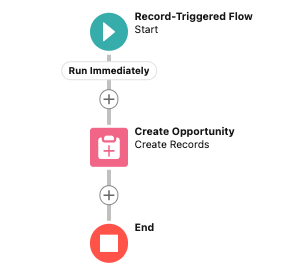 Record-Triggered Flow
Start
Run Immediately
Create Opportunity
Create Records
End